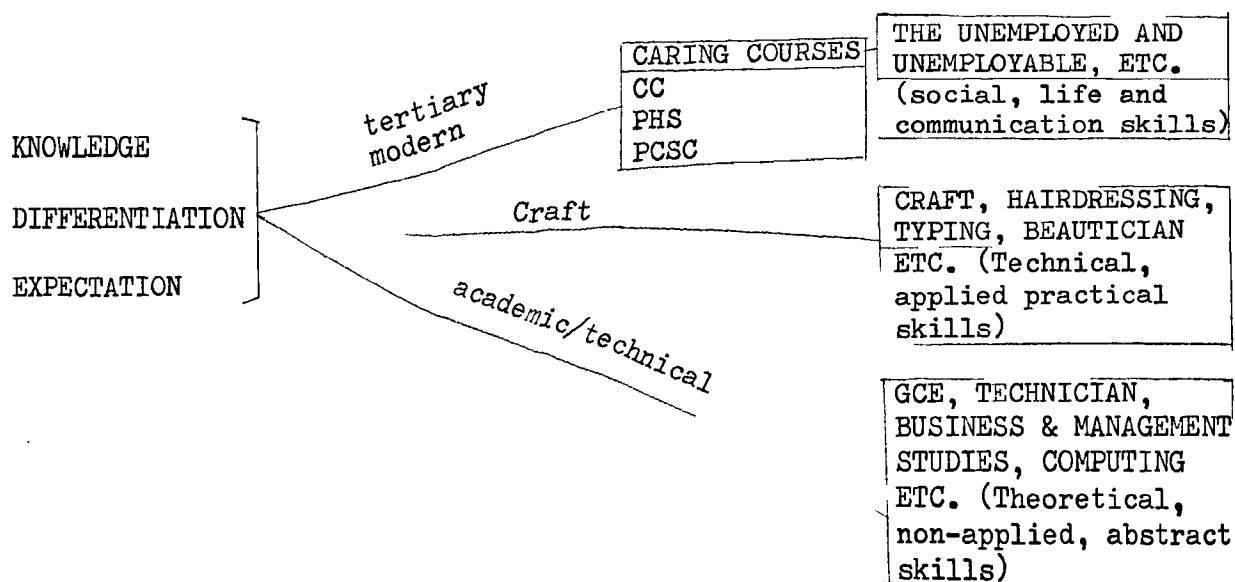 KNOWLEDGE
DIFFERENTIATION
EXPECTATION
tertiary
modern
CARING COURSES
CC
PHS
PCSC
THE UNEMPLOYED AND
UNEMPLOYABLE, ETC.
(social, life and
communication skills)
Craft
CRAFT, HAIRDRESSING,
TYPING, BEAUTICIAN
ETC. (Technical,
applied practical
skills)
academic/technical
GCE, TECHNICIAN,
BUSINESS & MANAGEMENT
STUDIES, COMPUTING
ETC. (Theoretical,
non-applied, abstract
skills)